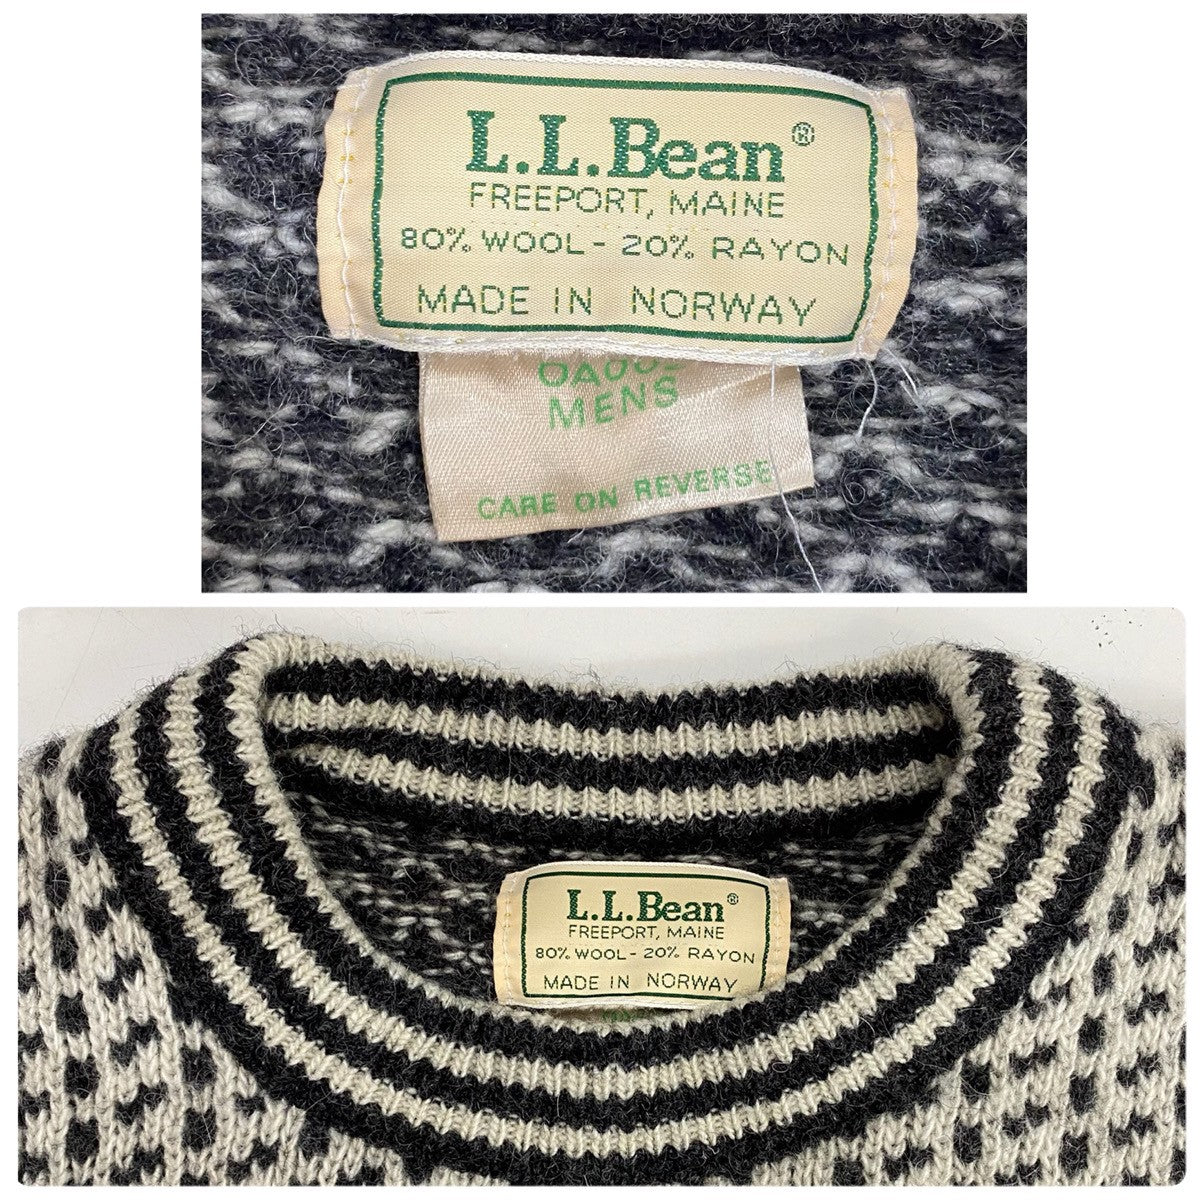 L.L.Bean®
FREEPORT, MAINE
80% WOOL - 20% RAYON
MADE IN NORWAY
MENS
CARE ON REVERSE
L.L.Bean®
FREEPORT, MAINE
80% WOOL - 20% RAYON
MADE IN NORWAY